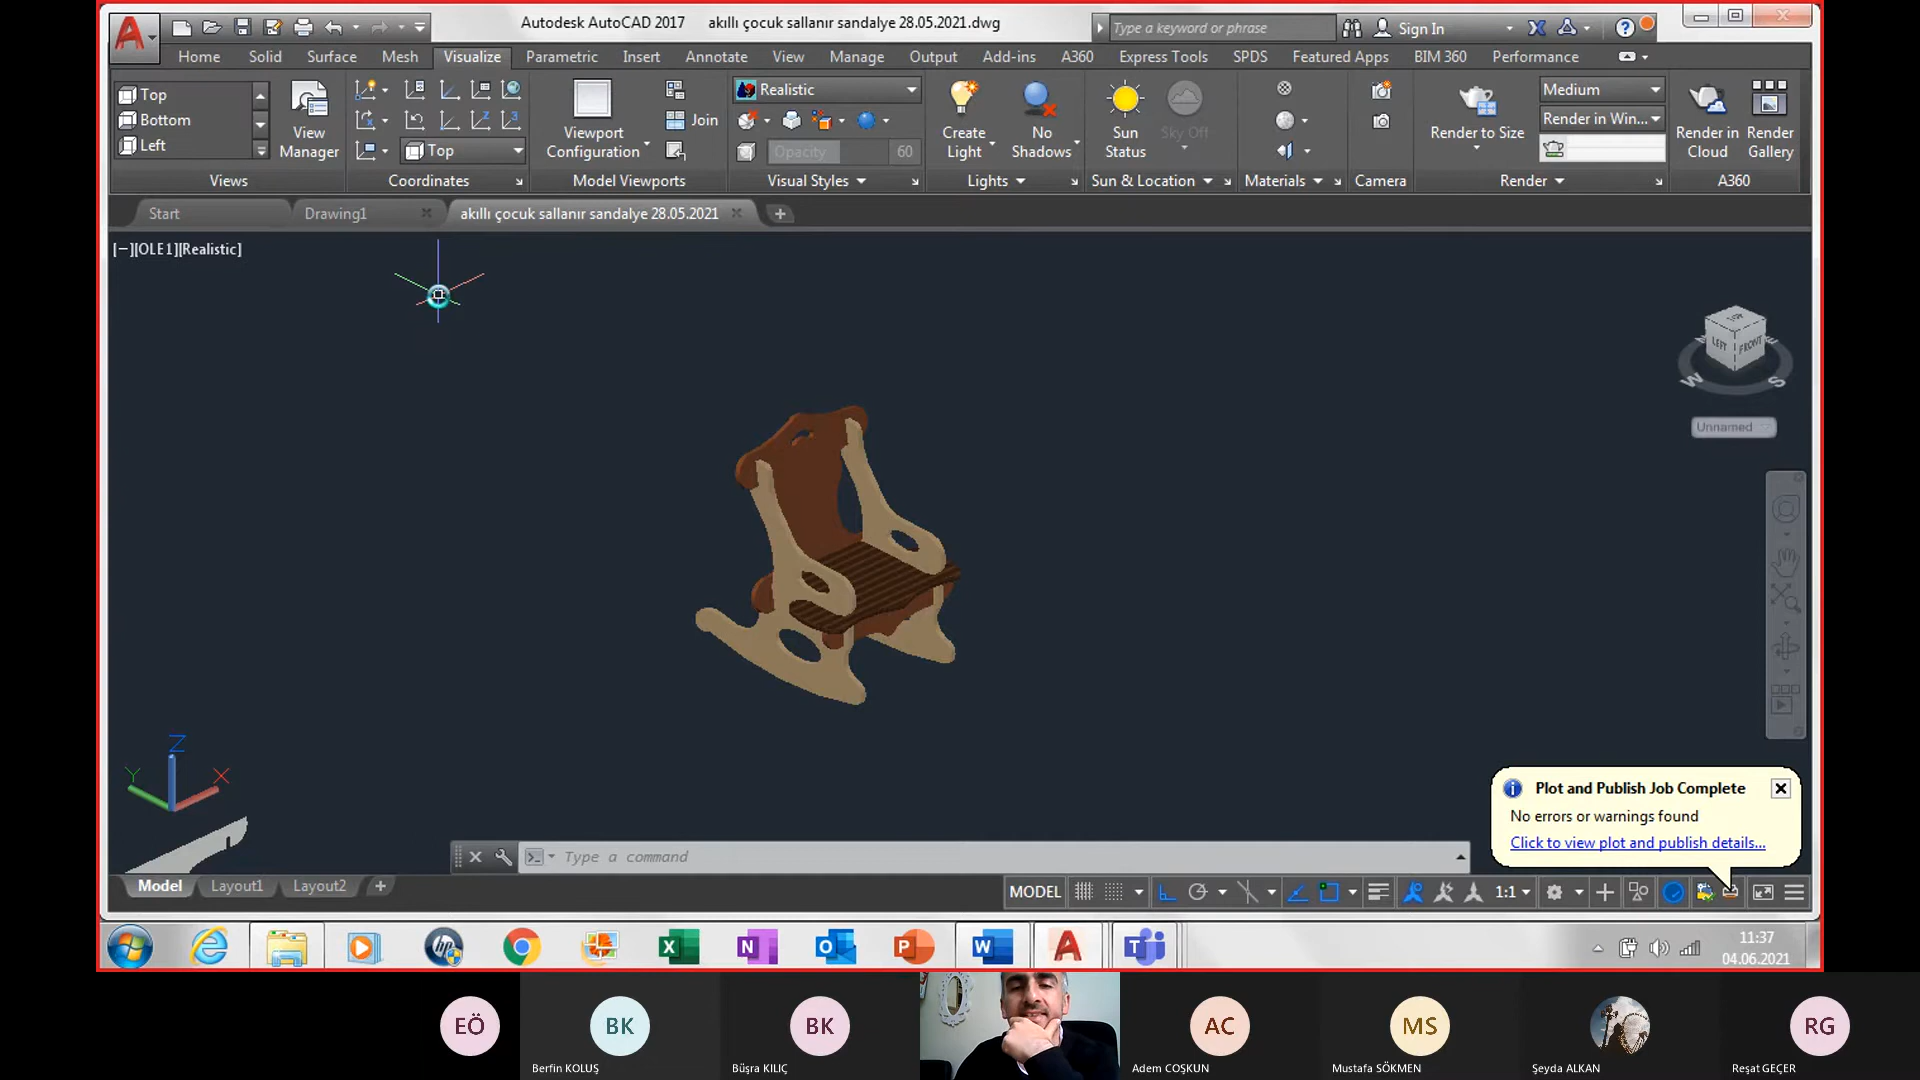 Autodesk AutoCAD 2017 akıllı çocuk sallanır sandalye 28.05.2021.dwg
Type a keyword or phrase
Sign In
Home Solid Surface Mesh Visualize Parametric Insert Annotate View Manage Output Add-ins A360 Express Tools SPDS Featured Apps BIM 360 Performance
Top
Bottom
Left
View
Manager
Top
Viewport
Configuration
Join
Realistic
Opacity 60
Create
Light
No
Shadows
Sun
Status
Sky Off
Render to Size
Medium
Render in Win...
Render in
Cloud
Render
Gallery
Views Coordinates Model Viewports Visual Styles Lights Sun & Location Materials Camera Render A360
Start Drawing1 akıllı çocuk sallanır sandalye 28.05.2021
[−][OLE1][Realistic]
TOP
LEFT FRONT
W S
Unnamed
Z
Y X
Plot and Publish Job Complete
No errors or warnings found
Click to view plot and publish details...
Type a command
Model Layout1 Layout2
MODEL 1:1
11:37
04.06.2021
EÖ BK BK AC MS RG
Berfin KOLUŞ Büşra KILIÇ Adem COŞKUN Mustafa SÖKMEN Şeyda ALKAN Reşat GEÇER